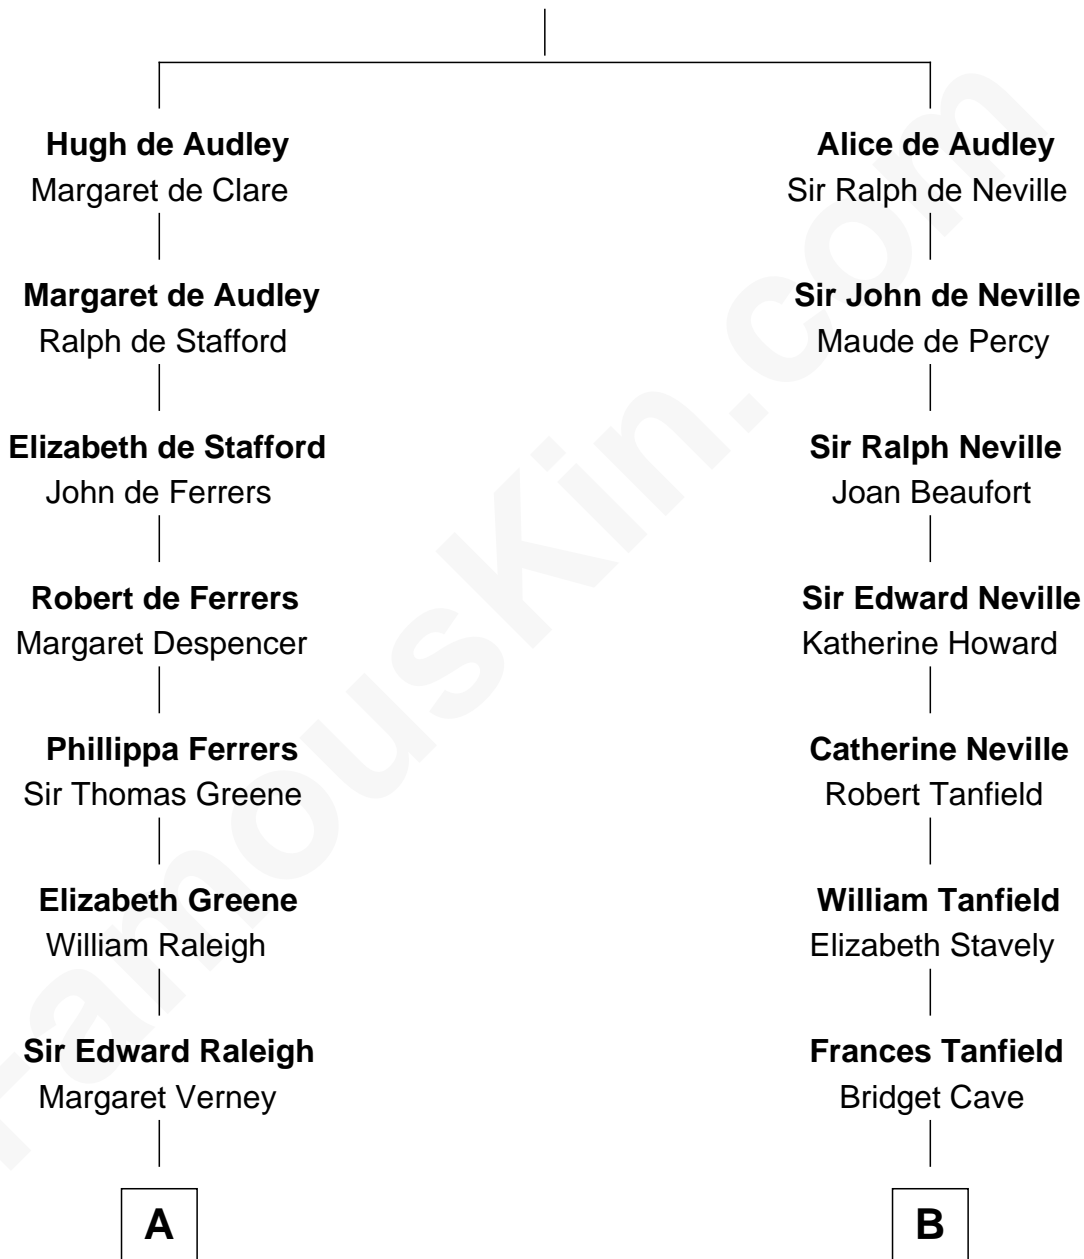 Hugh de Audley
Margaret de Clare
Margaret de Audley
Ralph de Stafford
Elizabeth de Stafford
John de Ferrers
Robert de Ferrers
Margaret Despencer
Phillippa Ferrers
Sir Thomas Greene
Elizabeth Greene
William Raleigh
Sir Edward Raleigh
Margaret Verney
A
Alice de Audley
Sir Ralph de Neville
Sir John de Neville
Maude de Percy
Sir Ralph Neville
Joan Beaufort
Sir Edward Neville
Katherine Howard
Catherine Neville
Robert Tanfield
William Tanfield
Elizabeth Stavely
Frances Tanfield
Bridget Cave
B
FamousKin.com